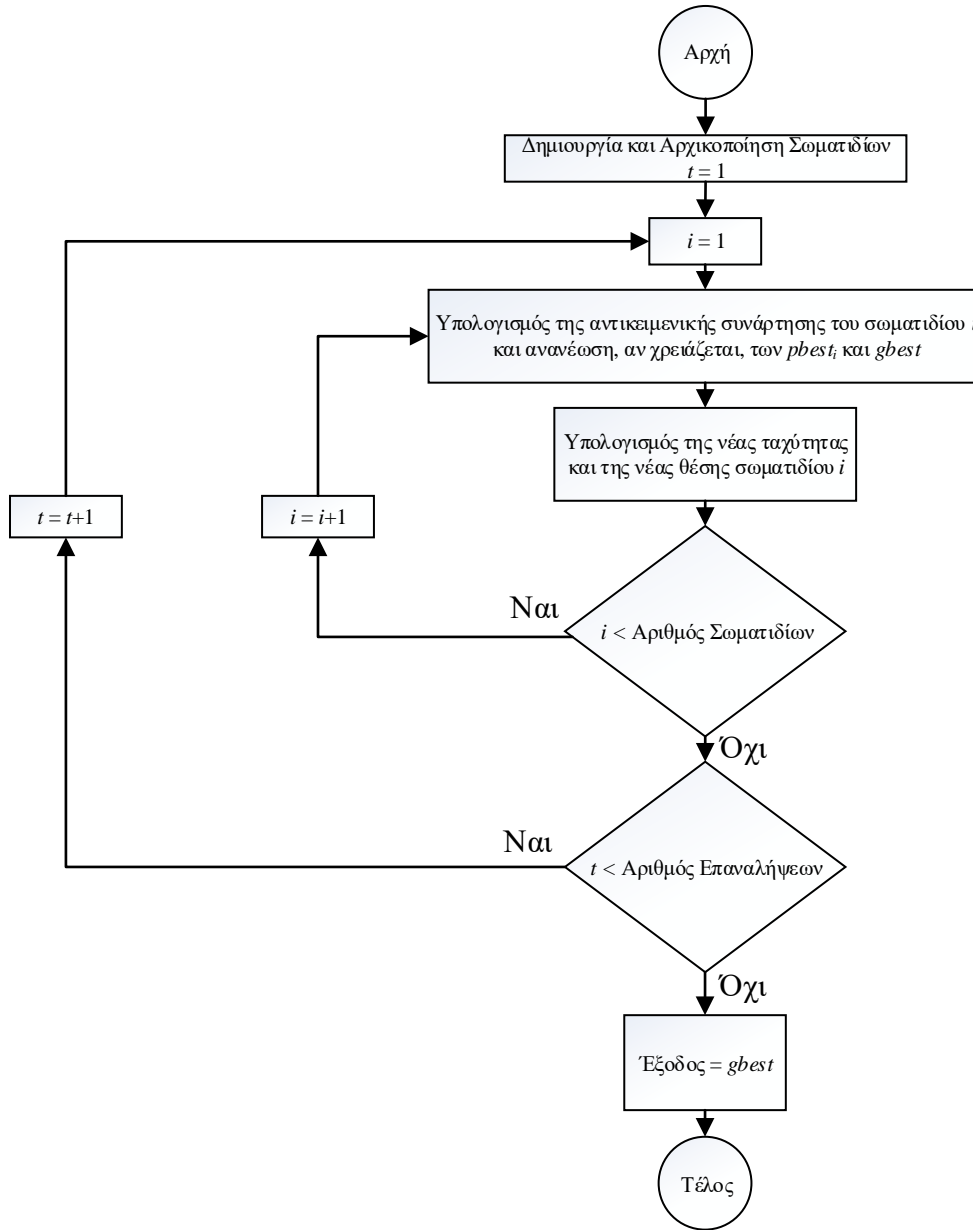 Αρχή
Δημιουργία και Αρχικοποίηση Σωματιδίων
t = 1
i = 1
Υπολογισμός της αντικειμενικής συνάρτησης του σωματιδίου i
και ανανέωση, αν χρειάζεται, των pbestᵢ και gbest
Υπολογισμός της νέας ταχύτητας
και της νέας θέσης σωματιδίου i
t = t+1
i = i+1
Ναι
i < Αριθμός Σωματιδίων
Όχι
Ναι
t < Αριθμός Επαναλήψεων
Όχι
Έξοδος = gbest
Τέλος